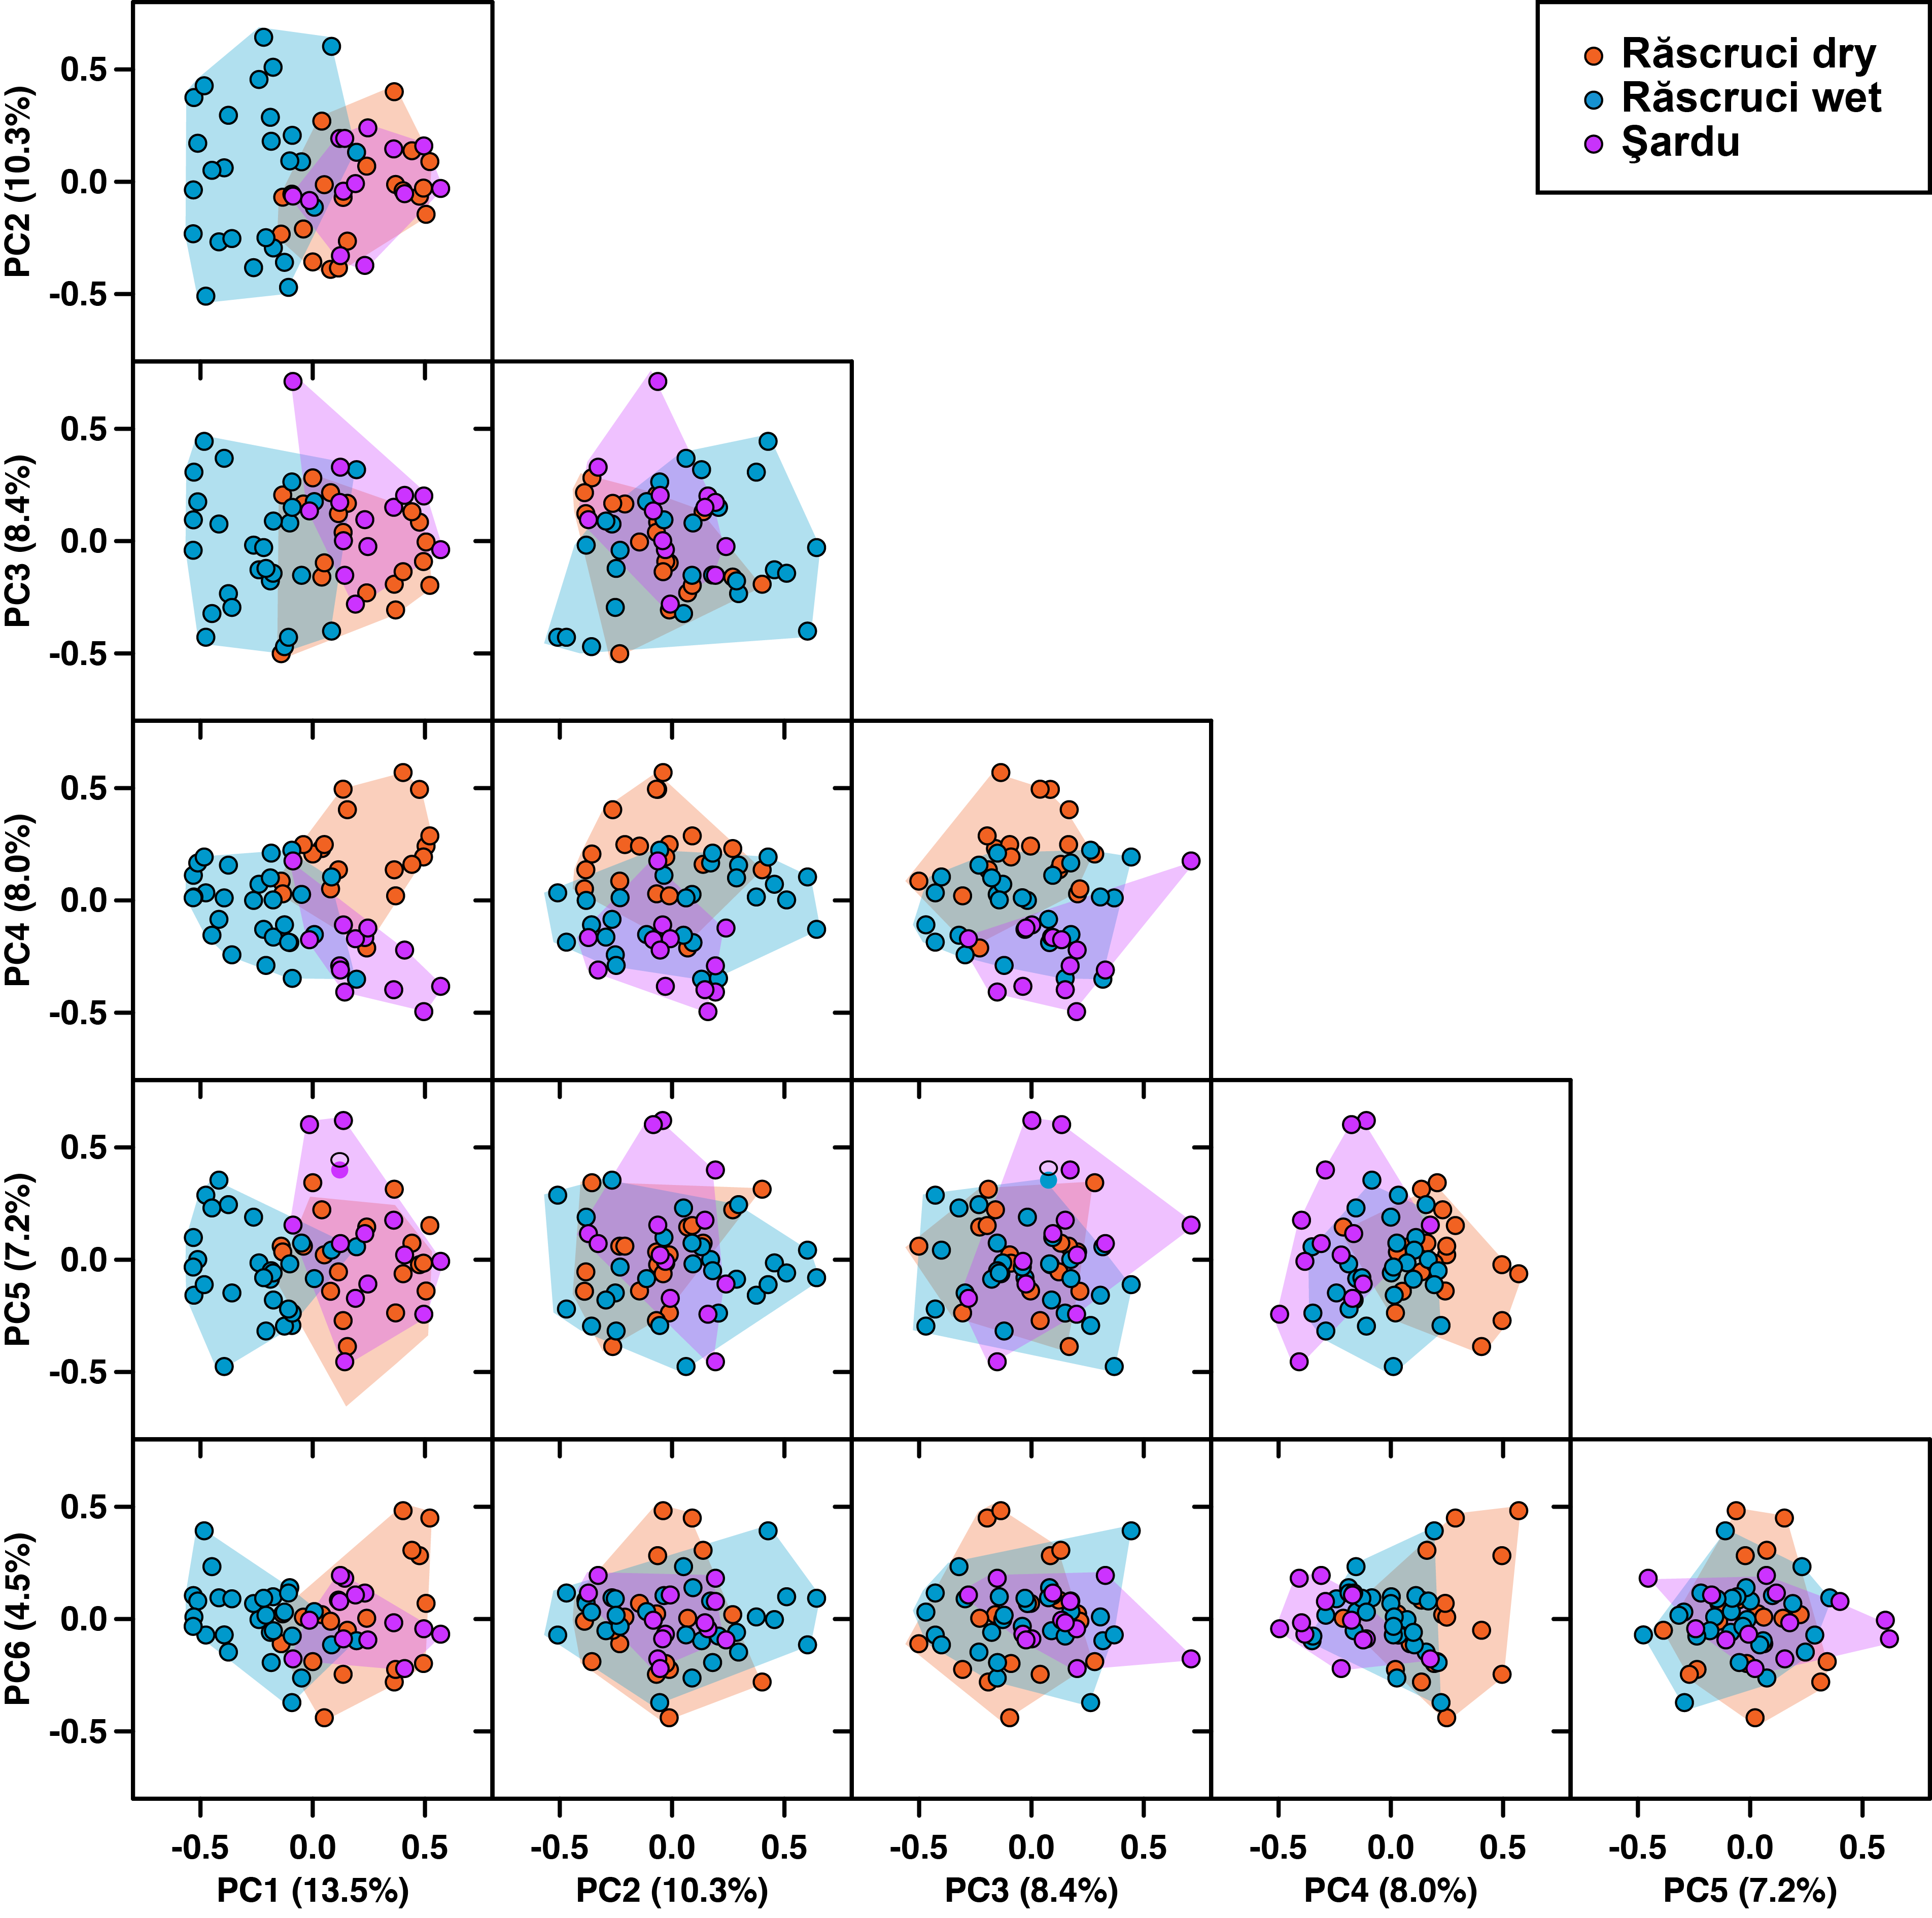 Răscruci dry
Răscruci wet
Şardu
PC2 (10.3%)
0.5
0.0
-0.5
PC3 (8.4%)
0.5
0.0
-0.5
PC4 (8.0%)
0.5
0.0
-0.5
PC5 (7.2%)
0.5
0.0
-0.5
PC6 (4.5%)
0.5
0.0
-0.5
-0.5 0.0 0.5 -0.5 0.0 0.5 -0.5 0.0 0.5 -0.5 0.0 0.5 -0.5 0.0 0.5
PC1 (13.5%) PC2 (10.3%) PC3 (8.4%) PC4 (8.0%) PC5 (7.2%)